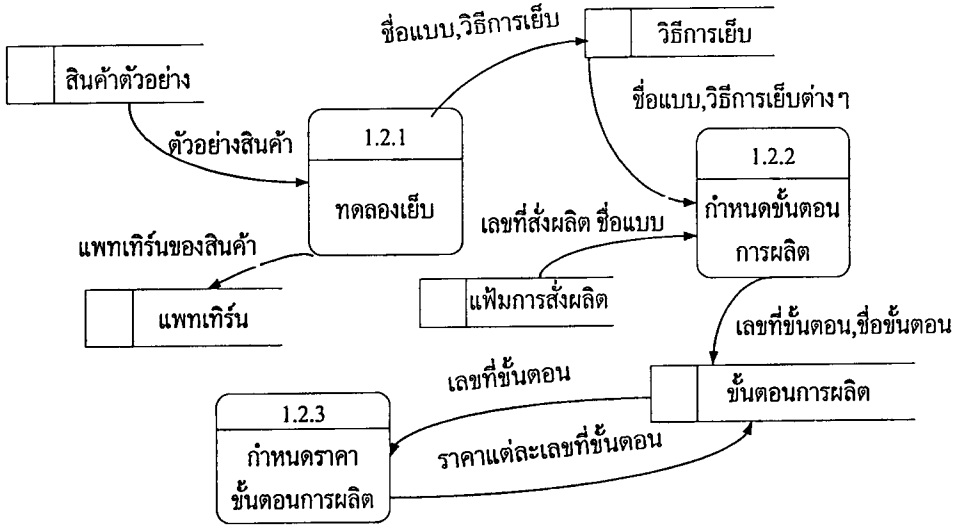 ชื่อแบบ,วิธีการเย็บ
วิธีการเย็บ
สินค้าตัวอย่าง
ชื่อแบบ,วิธีการเย็บต่างๆ
ตัวอย่างสินค้า
1.2.1
ทดลองเย็บ
1.2.2
กำหนดขั้นตอน
การผลิต
เลขที่สั่งผลิต ชื่อแบบ
แพทเทิร์นของสินค้า
แฟ้มการสั่งผลิต
แพทเทิร์น
เลขที่ขั้นตอน,ชื่อขั้นตอน
เลขที่ขั้นตอน
ขั้นตอนการผลิต
1.2.3
กำหนดราคา
ขั้นตอนการผลิต
ราคาแต่ละเลขที่ขั้นตอน